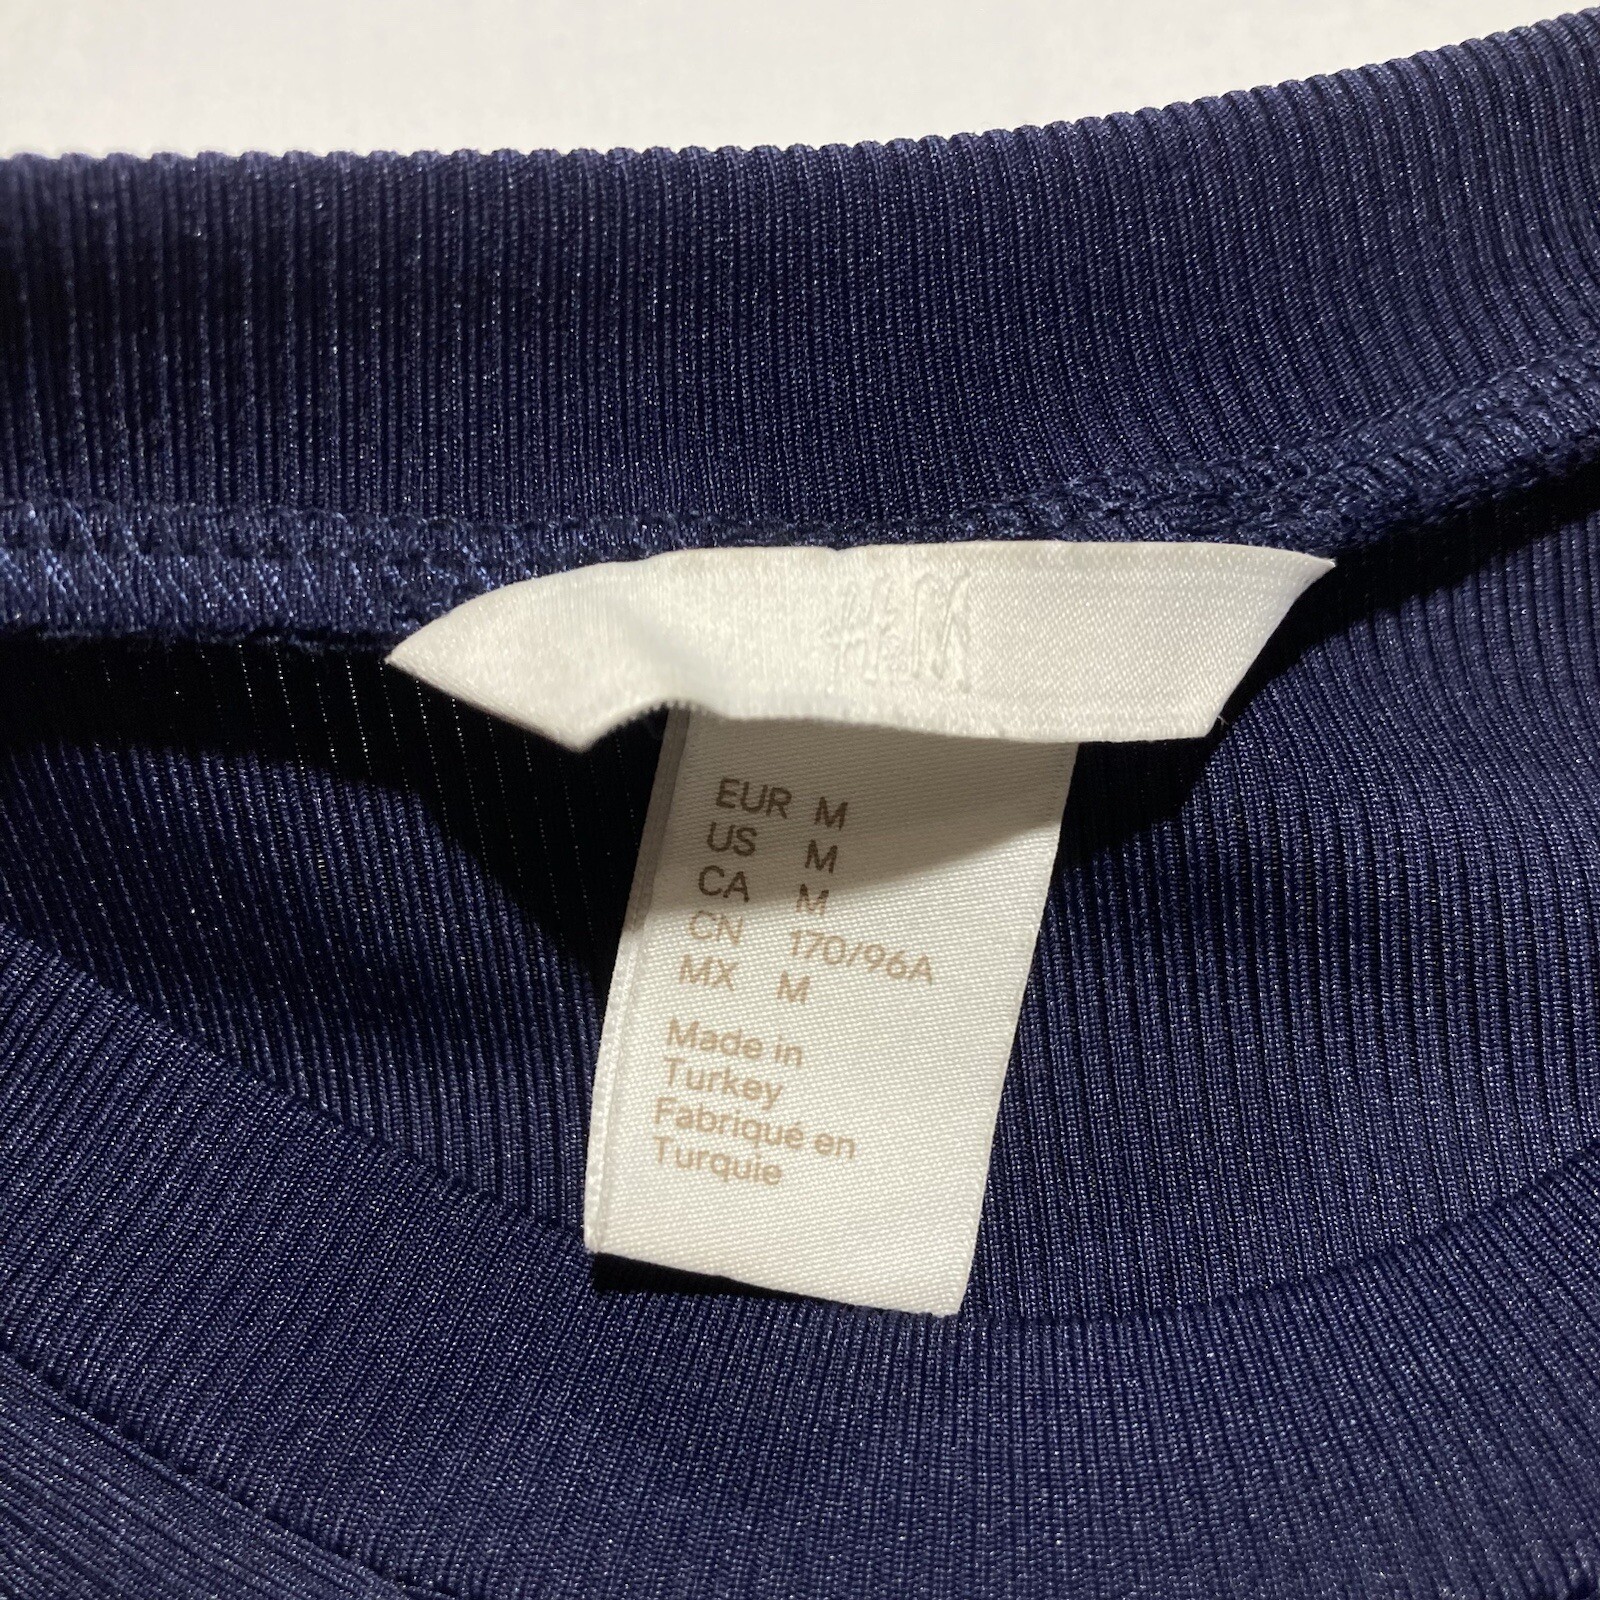 H&M
EUR M
US M
CA M
CN 170/96A
MX M
Made in
Turkey
Fabriqué en
Turquie